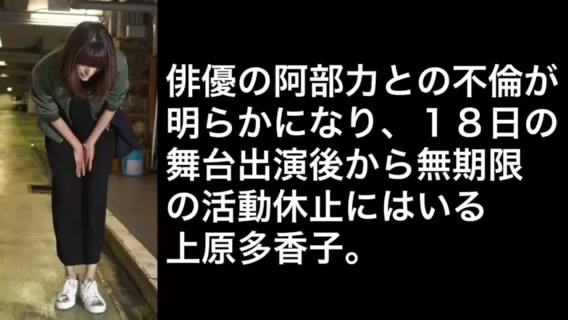 俳優の阿部力との不倫が
明らかになり、１８日の
舞台出演後から無期限
の活動休止にはいる
上原多香子。